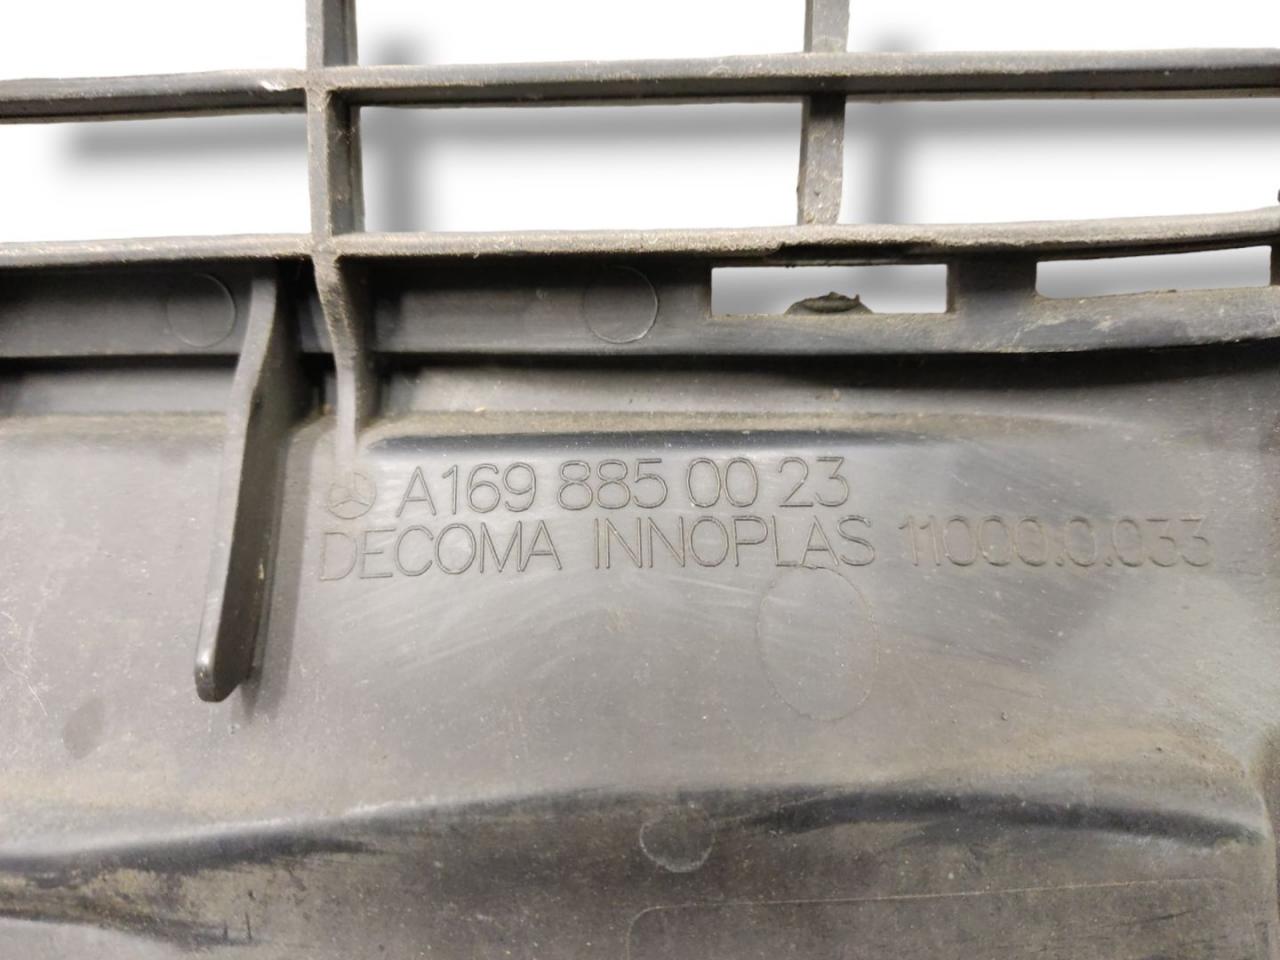 A169 885 00 23
DECOMA INNOPLAS 11000.0.033